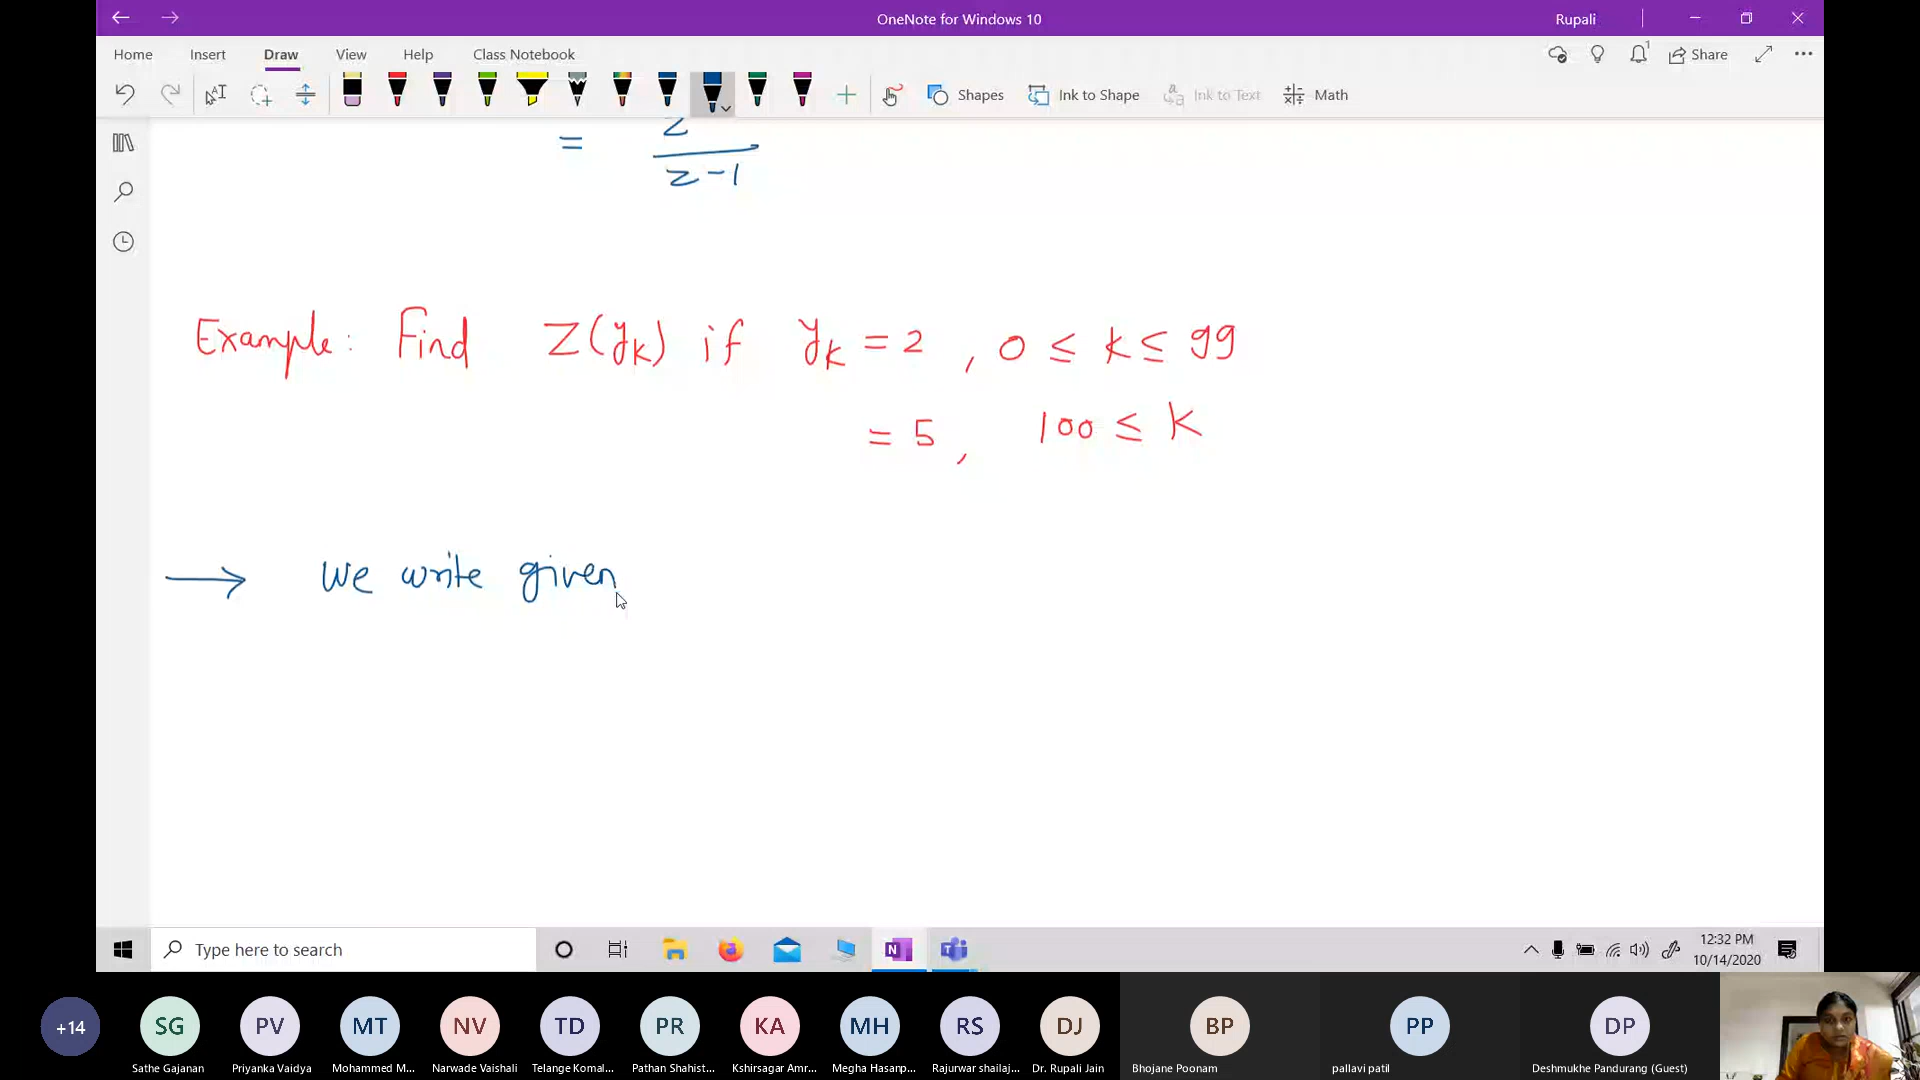 OneNote for Windows 10
Rupali
Home Insert Draw View Help Class Notebook
Share
Shapes Ink to Shape Ink to Text Math
= z
z-1
Example: Find Z(yk) if yk = 2 , 0 ≤ k ≤ 99
= 5 , 100 ≤ K
→ We write given
Type here to search
12:32 PM
10/14/2020
+14 SG PV MT NV TD PR KA MH RS DJ BP PP DP
Sathe Gajanan Priyanka Vaidya Mohammed M... Narwade Vaishali Telange Komal... Pathan Shahist... Kshirsagar Amr... Megha Hasanp... Rajurwar shailaj... Dr. Rupali Jain Bhojane Poonam pallavi patil Deshmukhe Pandurang (Guest)